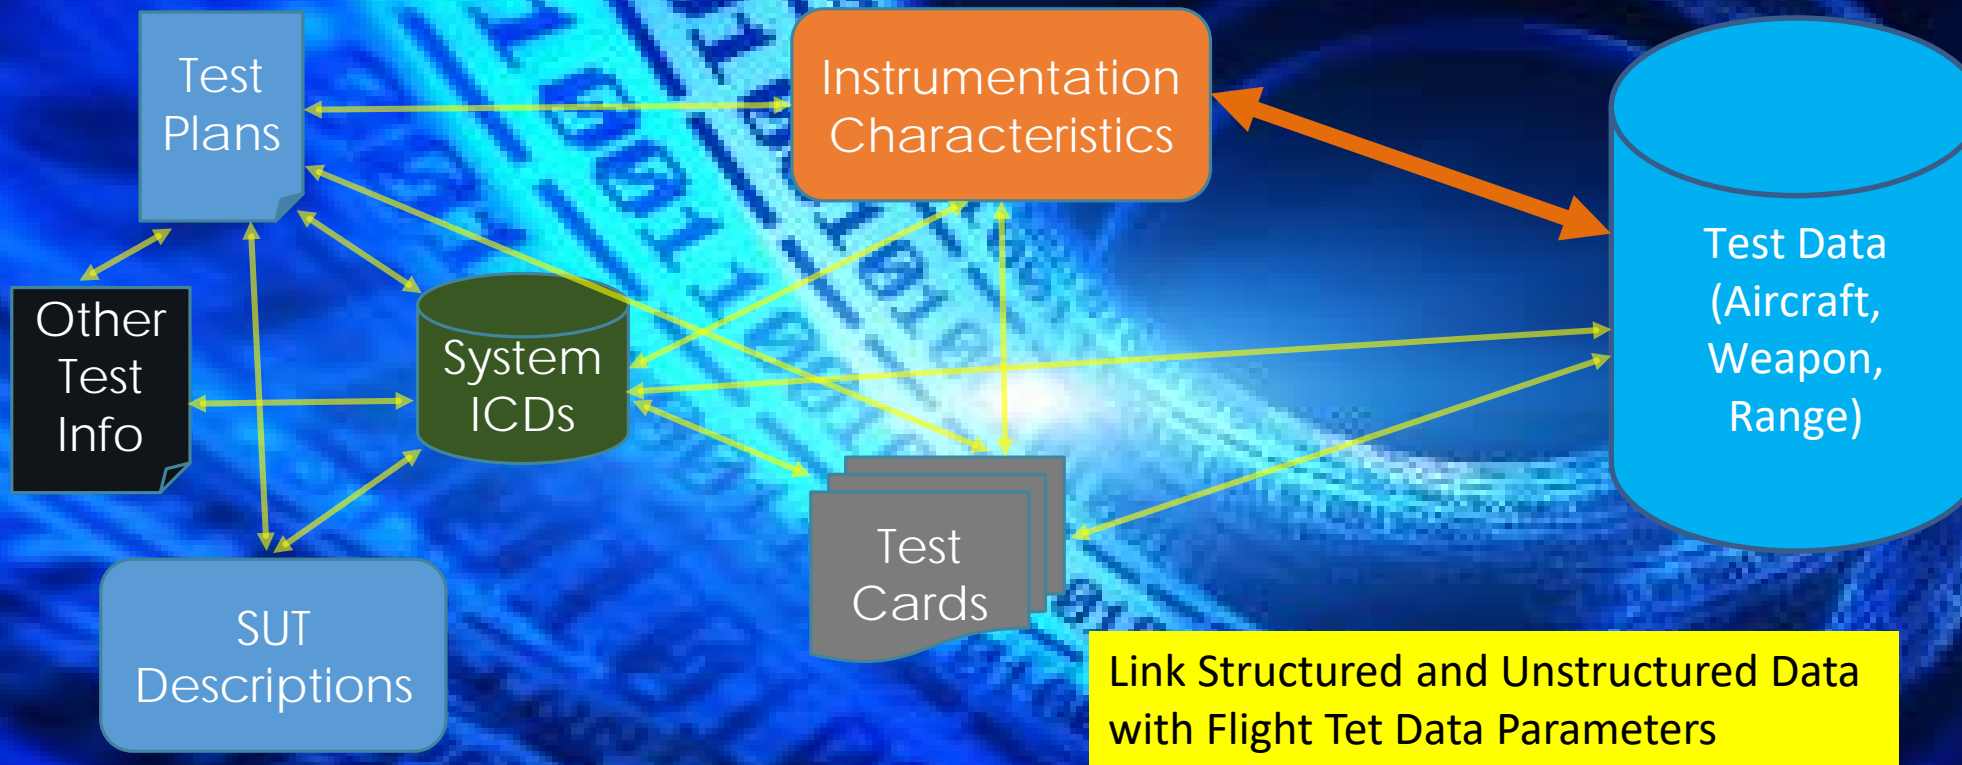 Test
Plans
Instrumentation
Characteristics
Test Data
(Aircraft,
Weapon,
Range)
Other
Test
Info
System
ICDs
Test
Cards
SUT
Descriptions
Link Structured and Unstructured Data
with Flight Tet Data Parameters